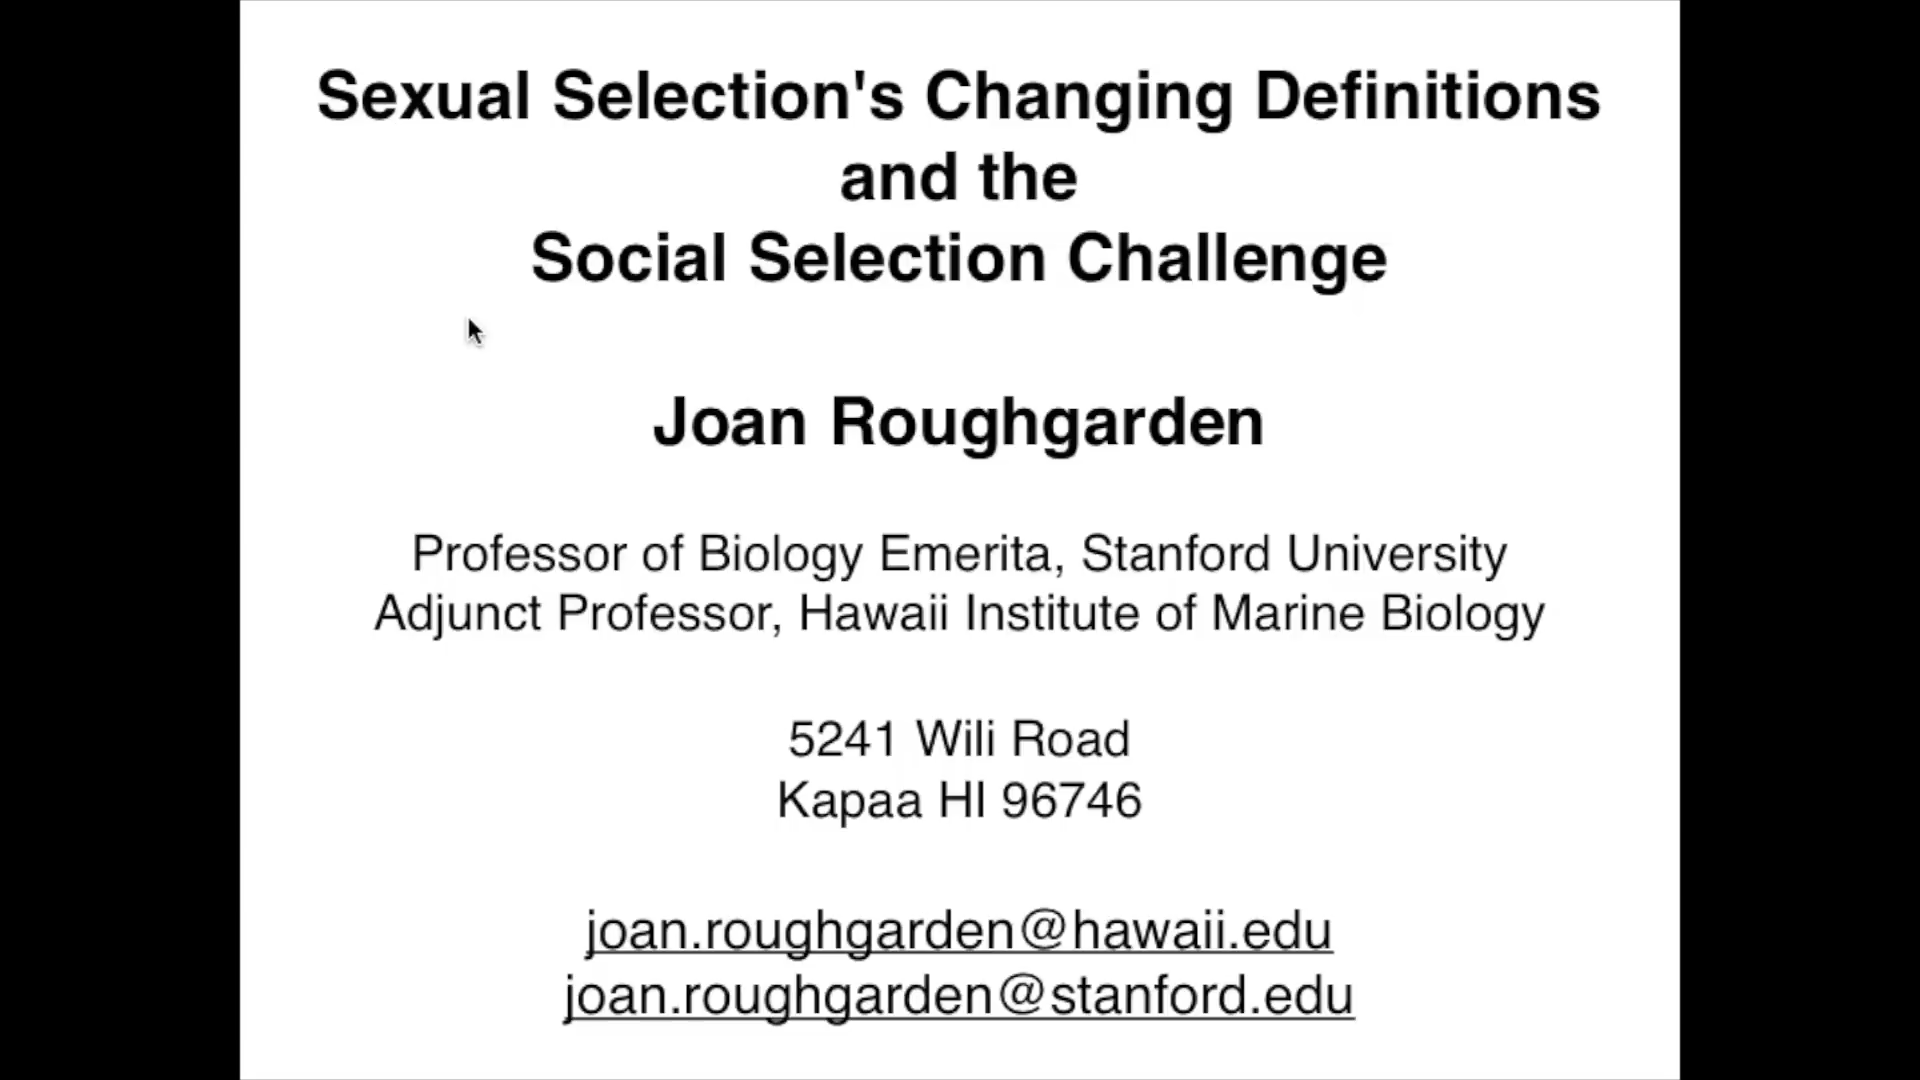 Sexual Selection's Changing Definitions
and the
Social Selection Challenge
Joan Roughgarden
Professor of Biology Emerita, Stanford University
Adjunct Professor, Hawaii Institute of Marine Biology
5241 Wili Road
Kapaa HI 96746
joan.roughgarden@hawaii.edu
joan.roughgarden@stanford.edu